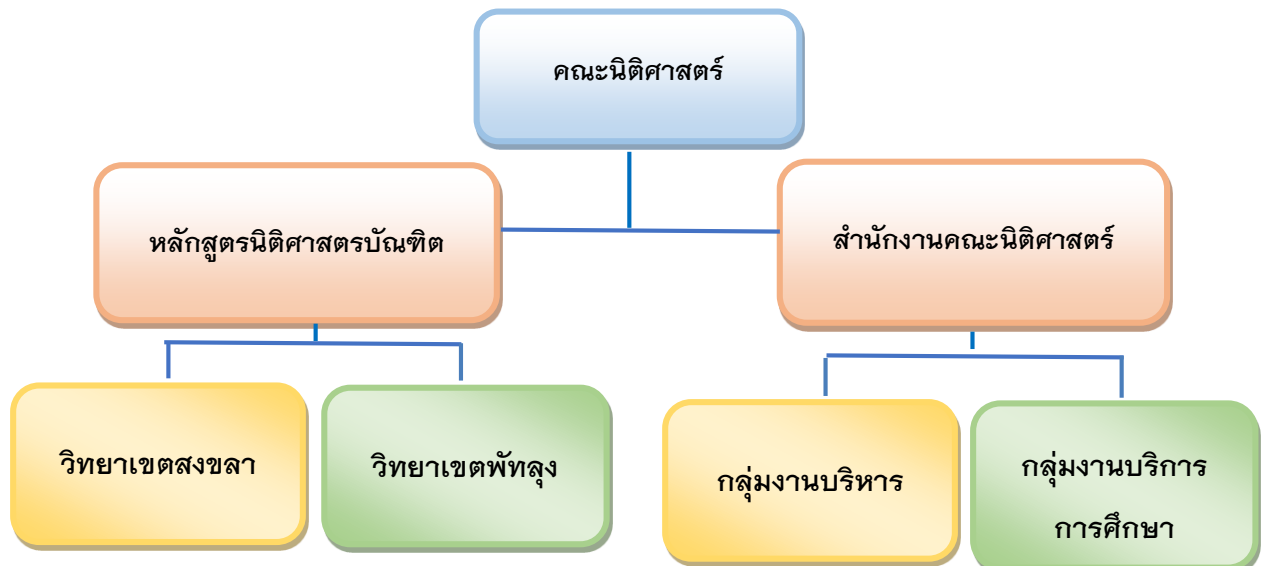 คณะนิติศาสตร์
หลักสูตรนิติศาสตรบัณฑิต
สำนักงานคณะนิติศาสตร์
วิทยาเขตสงขลา
วิทยาเขตพัทลุง
กลุ่มงานบริหาร
กลุ่มงานบริการ
การศึกษา